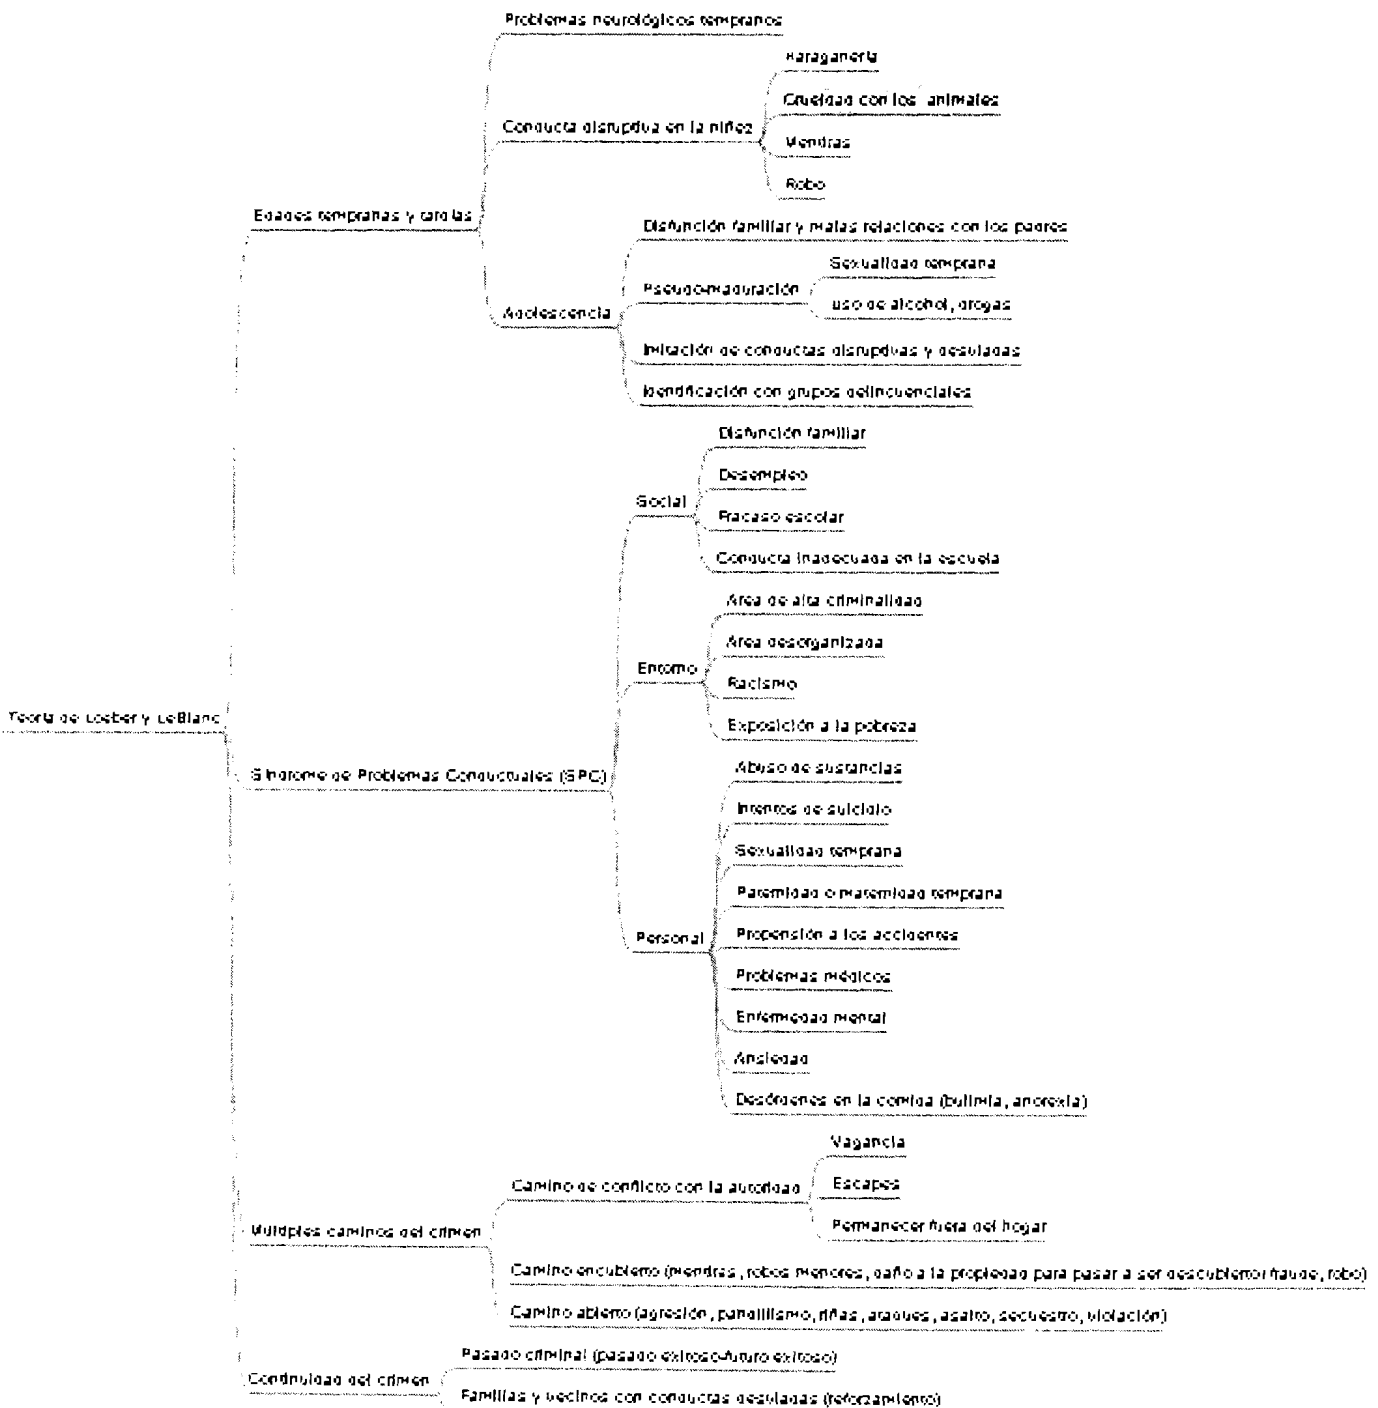 Problemas neurológicos tempranos
Haraganería
Crueldad con los animales
Conducta disruptiva en la niñez
Mentiras
Robo
Edades tempranas y tardías
Disfunción familiar y malas relaciones con los padres
Sexualidad temprana
Pseudo-maduración
uso de alcohol, drogas
Adolescencia
Imitación de conductas disruptivas y desviadas
Identificación con grupos delincuenciales
Disfunción familiar
Desempleo
Social
Fracaso escolar
Conducta inadecuada en la escuela
Area de alta criminalidad
Area desorganizada
Entorno
Racismo
Exposición a la pobreza
Teoría de Loeber y LeBlanc
Síndrome de Problemas Conductuales (SPC)
Abuso de sustancias
Intentos de suicidio
Sexualidad temprana
Paternidad o maternidad temprana
Propensión a los accidentes
Personal
Problemas médicos
Enfermedad mental
Ansiedad
Desórdenes en la comida (bulimia, anorexia)
Vagancia
Camino de conflicto con la autoridad
Escapes
Permanecer fuera del hogar
Múltiples caminos del crimen
Camino encubierto (mentiras, robos menores, daño a la propiedad para pasar a ser descubierto: fraude, robo)
Camino abierto (agresión, pandillismo, riñas, ataques, asalto, secuestro, violación)
Pasado criminal (pasado exitoso-futuro exitoso)
Continuidad del crimen
Familias y vecinos con conductas desviadas (reforzamiento)